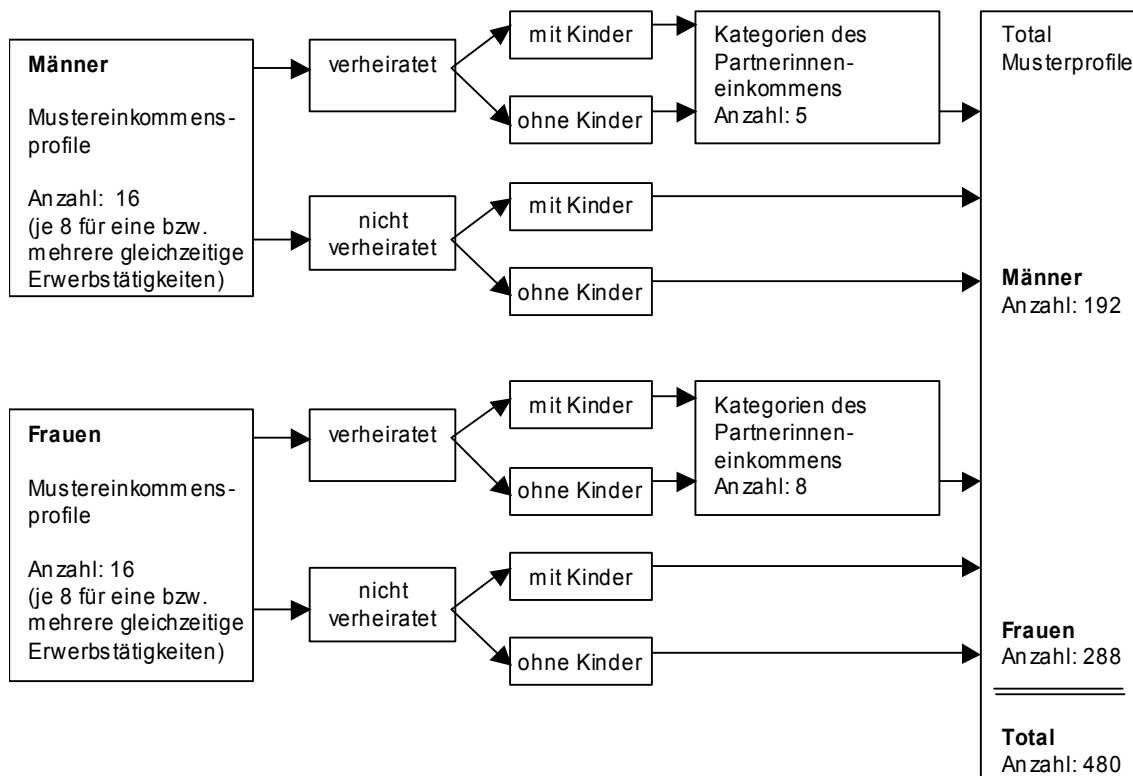 Männer
Mustereinkommens-
profile
Anzahl: 16
(je 8 für eine bzw.
mehrere gleichzeitige
Erwerbstätigkeiten)
verheiratet
mit Kinder
ohne Kinder
Kategorien des
Partnerinnen-
einkommens
Anzahl: 5
nicht
verheiratet
mit Kinder
ohne Kinder
Total
Musterprofile
Männer
Anzahl: 192
Frauen
Mustereinkommens-
profile
Anzahl: 16
(je 8 für eine bzw.
mehrere gleichzeitige
Erwerbstätigkeiten)
verheiratet
mit Kinder
ohne Kinder
Kategorien des
Partnerinnen-
einkommens
Anzahl: 8
nicht
verheiratet
mit Kinder
ohne Kinder
Frauen
Anzahl: 288
Total
Anzahl: 480